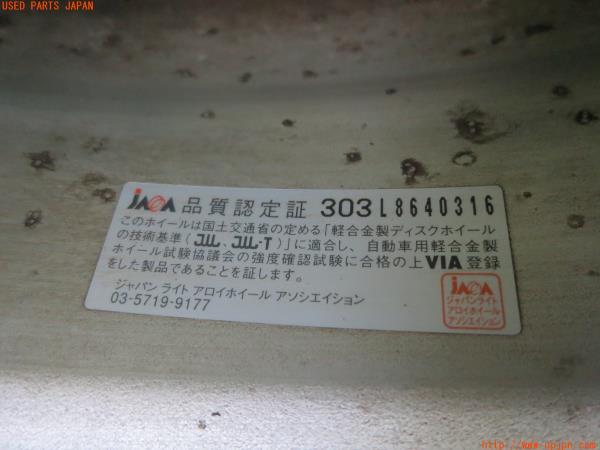 USED PARTS JAPAN
JAWA 品質認定証 303L8640316
このホイールは国土交通省の定める「軽合金製ディスクホイール
の技術基準(JWL、JWL-T)」に適合し、自動車用軽合金製
ホイール試験協議会の強度確認試験に合格の上VIA登録
をした製品であることを証します。
ジャパン ライト アロイホイール アソシエイション
03-5719-9177
JAWA
ジャパンライト
アロイホイール
アソシエイション